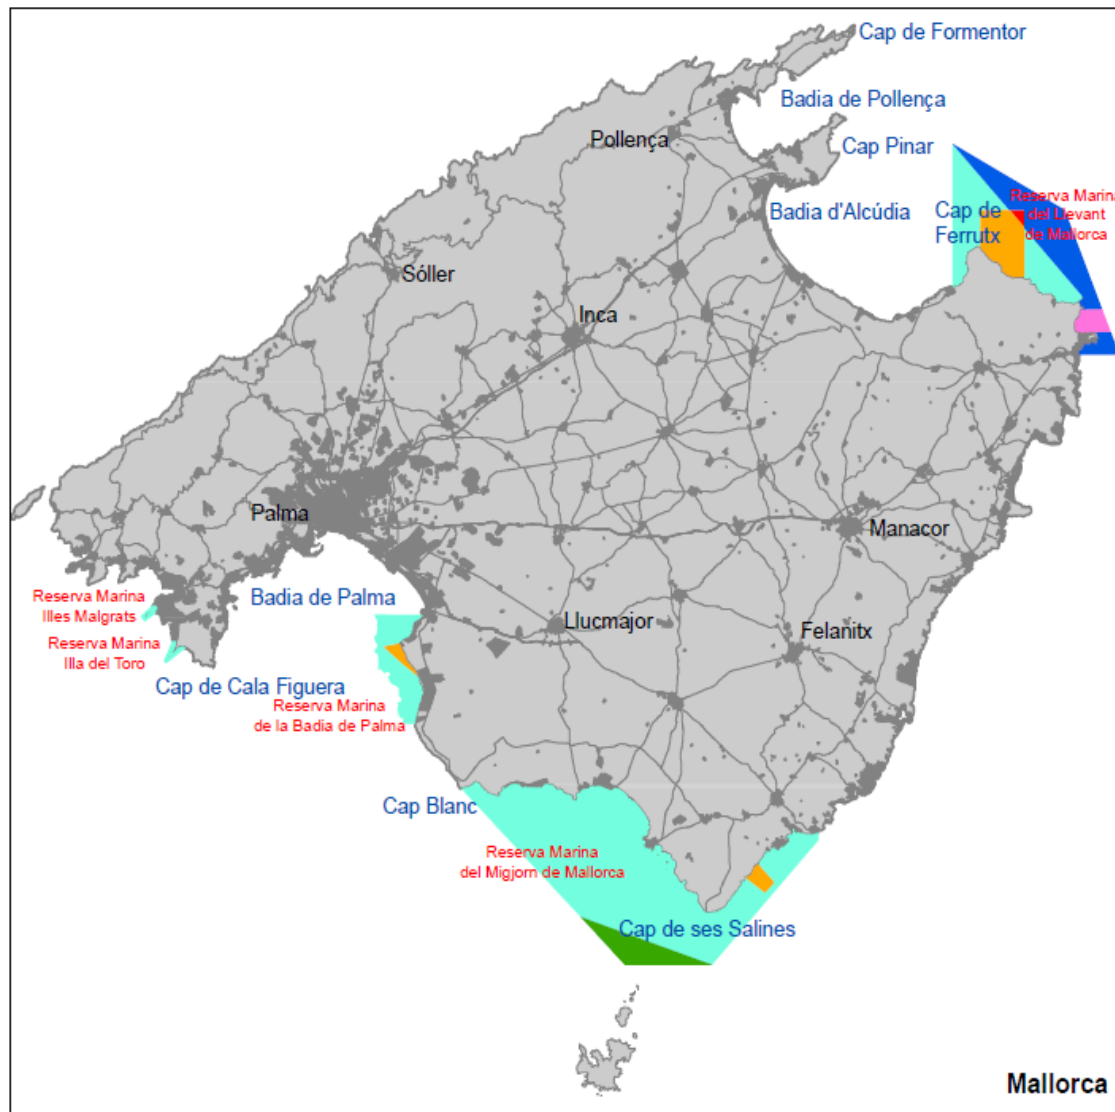 Cap de Formentor
Badia de Pollença
Pollença
Cap Pinar
Reserva Marina
del Llevant
de Mallorca
Badia d'Alcúdia
Cap de
Ferrutx
Sóller
Inca
Palma
Manacor
Badia de Palma
Reserva Marina
Illes Malgrats
Llucmajor
Felanitx
Reserva Marina
Illa del Toro
Cap de Cala Figuera
Reserva Marina
de la Badia de Palma
Cap Blanc
Reserva Marina
del Migjorn de Mallorca
Cap de ses Salines
Mallorca